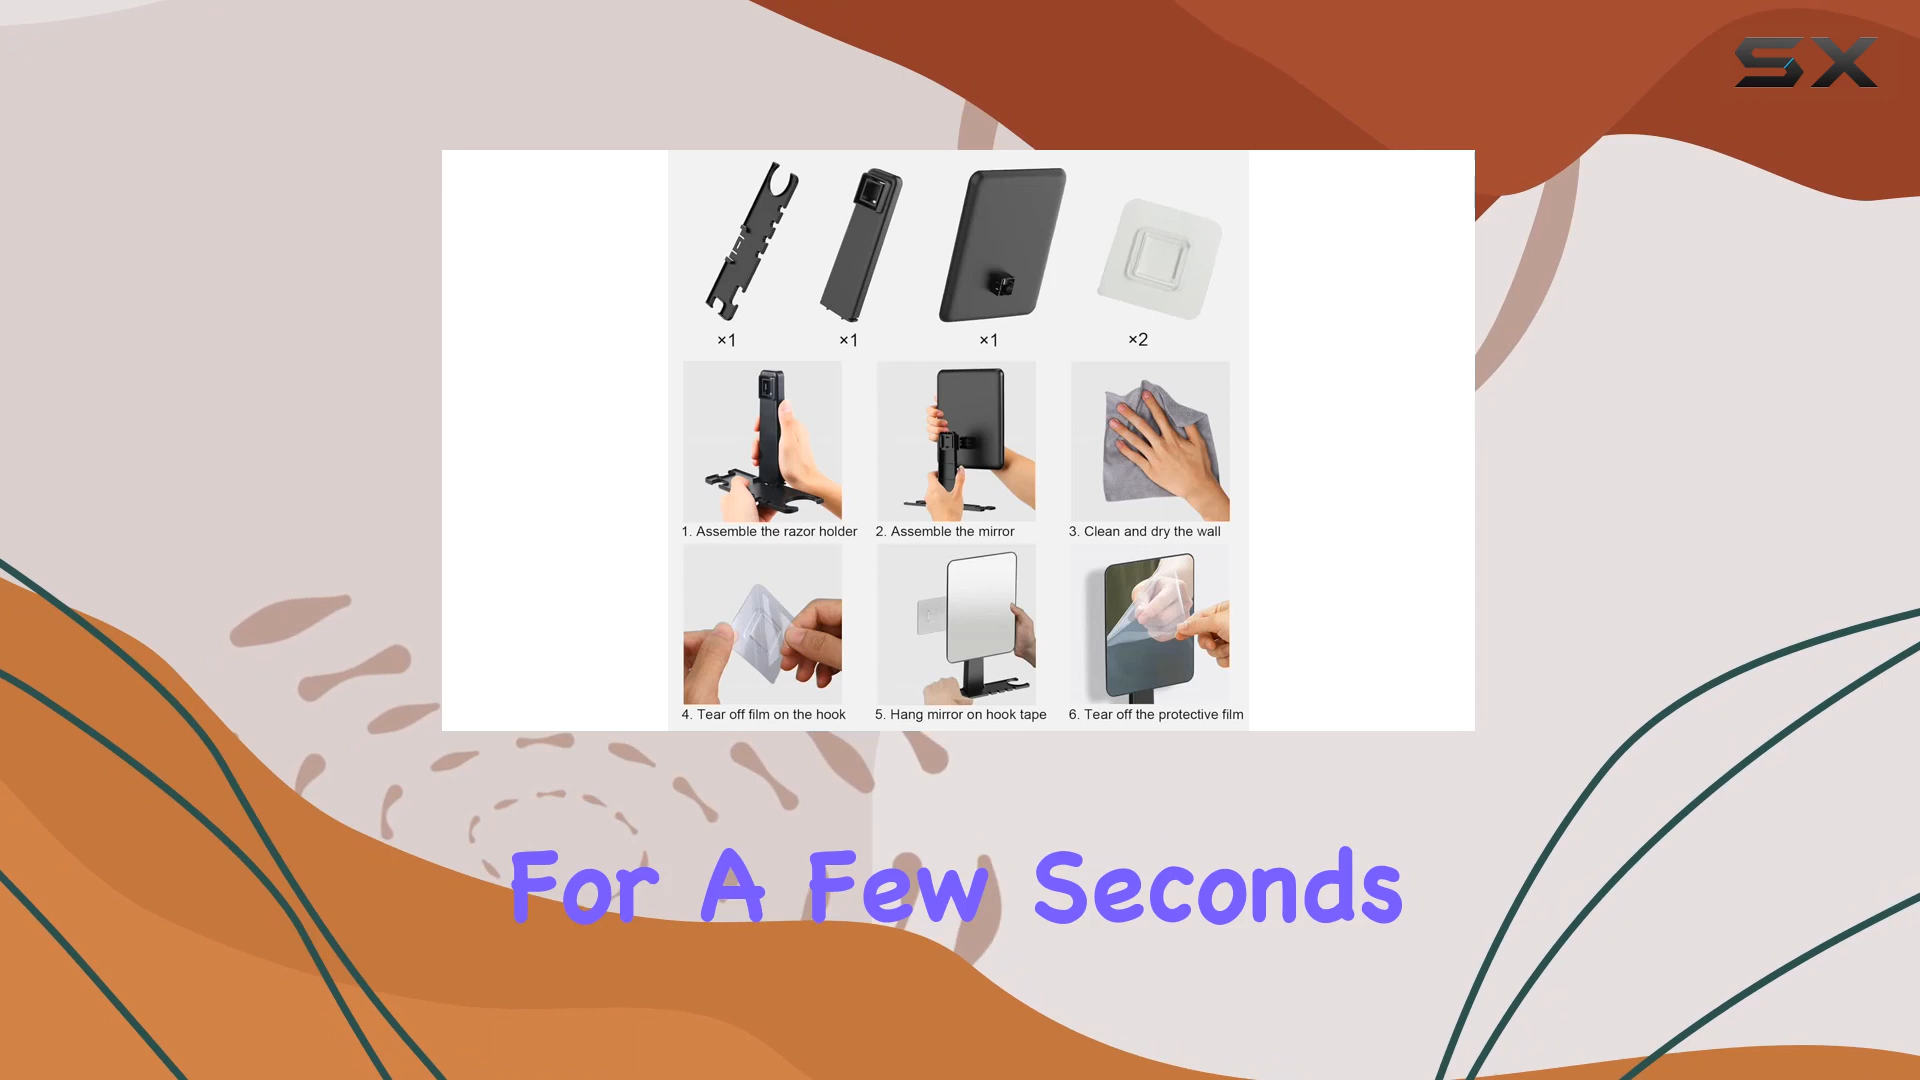 SX
×1 ×1 ×1 ×2
1. Assemble the razor holder 2. Assemble the mirror 3. Clean and dry the wall
4. Tear off film on the hook 5. Hang mirror on hook tape 6. Tear off the protective film
For A Few Seconds